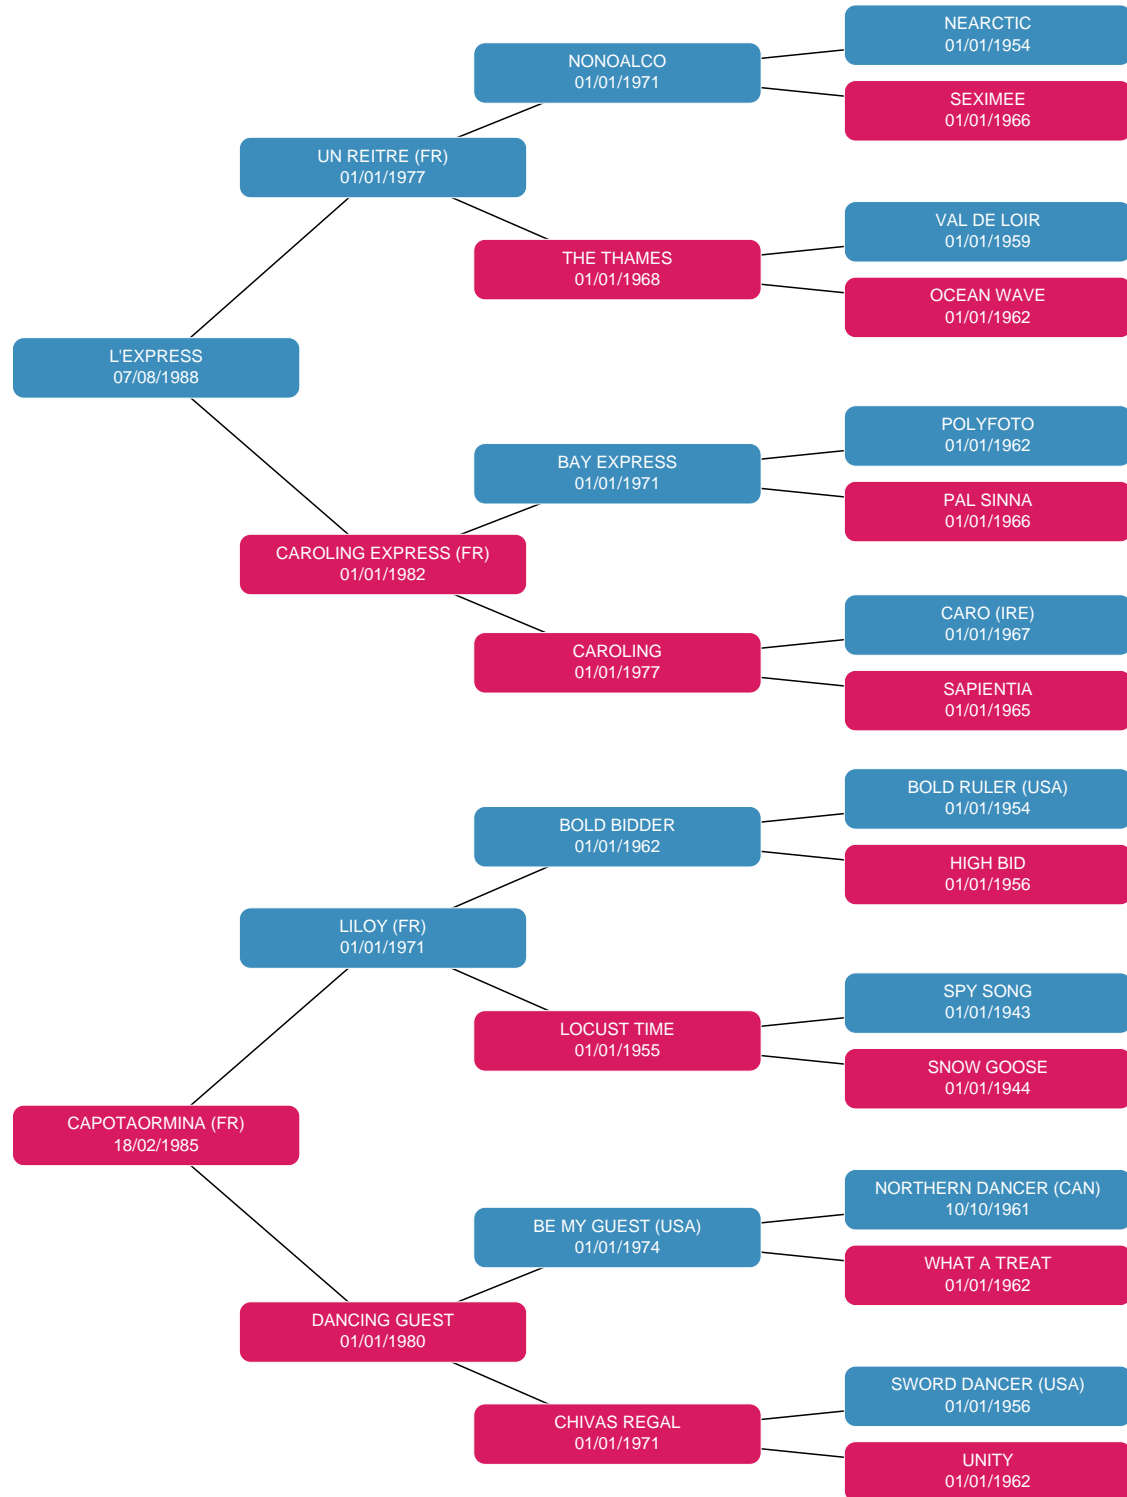 NEARCTIC
01/01/1954
NONOALCO
01/01/1971
SEXIMEE
01/01/1966
UN REITRE (FR)
01/01/1977
VAL DE LOIR
01/01/1959
THE THAMES
01/01/1968
OCEAN WAVE
01/01/1962
L'EXPRESS
07/08/1988
POLYFOTO
01/01/1962
BAY EXPRESS
01/01/1971
PAL SINNA
01/01/1966
CAROLING EXPRESS (FR)
01/01/1982
CARO (IRE)
01/01/1967
CAROLING
01/01/1977
SAPIENTIA
01/01/1965
BOLD RULER (USA)
01/01/1954
BOLD BIDDER
01/01/1962
HIGH BID
01/01/1956
LILOY (FR)
01/01/1971
SPY SONG
01/01/1943
LOCUST TIME
01/01/1955
SNOW GOOSE
01/01/1944
CAPOTAORMINA (FR)
18/02/1985
NORTHERN DANCER (CAN)
10/10/1961
BE MY GUEST (USA)
01/01/1974
WHAT A TREAT
01/01/1962
DANCING GUEST
01/01/1980
SWORD DANCER (USA)
01/01/1956
CHIVAS REGAL
01/01/1971
UNITY
01/01/1962